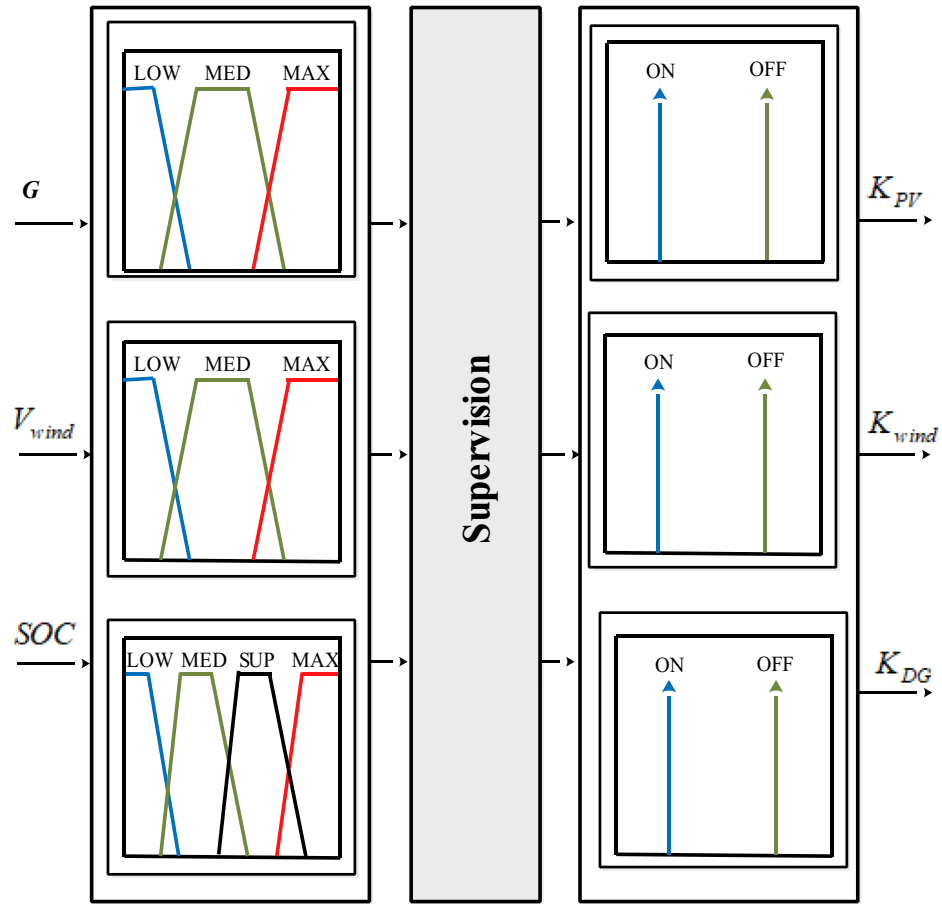 LOW MED MAX
G
LOW MED MAX
V_wind
LOW MED SUP MAX
SOC
Supervision
ON OFF
K_PV
ON OFF
K_wind
ON OFF
K_DG